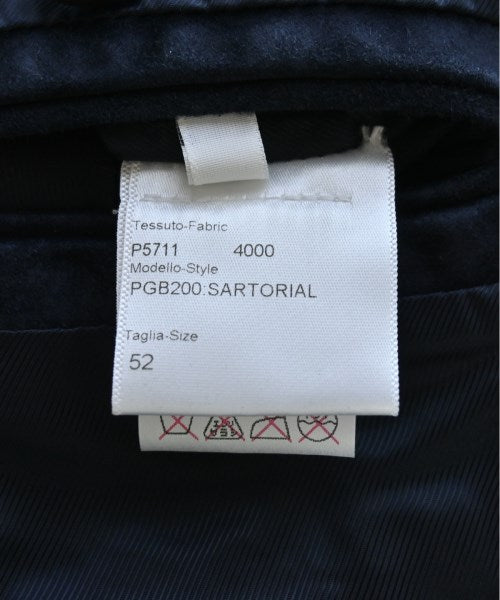 Tessuto-Fabric
P5711 4000
Modello-Style
PGB200:SARTORIAL
Taglia-Size
52